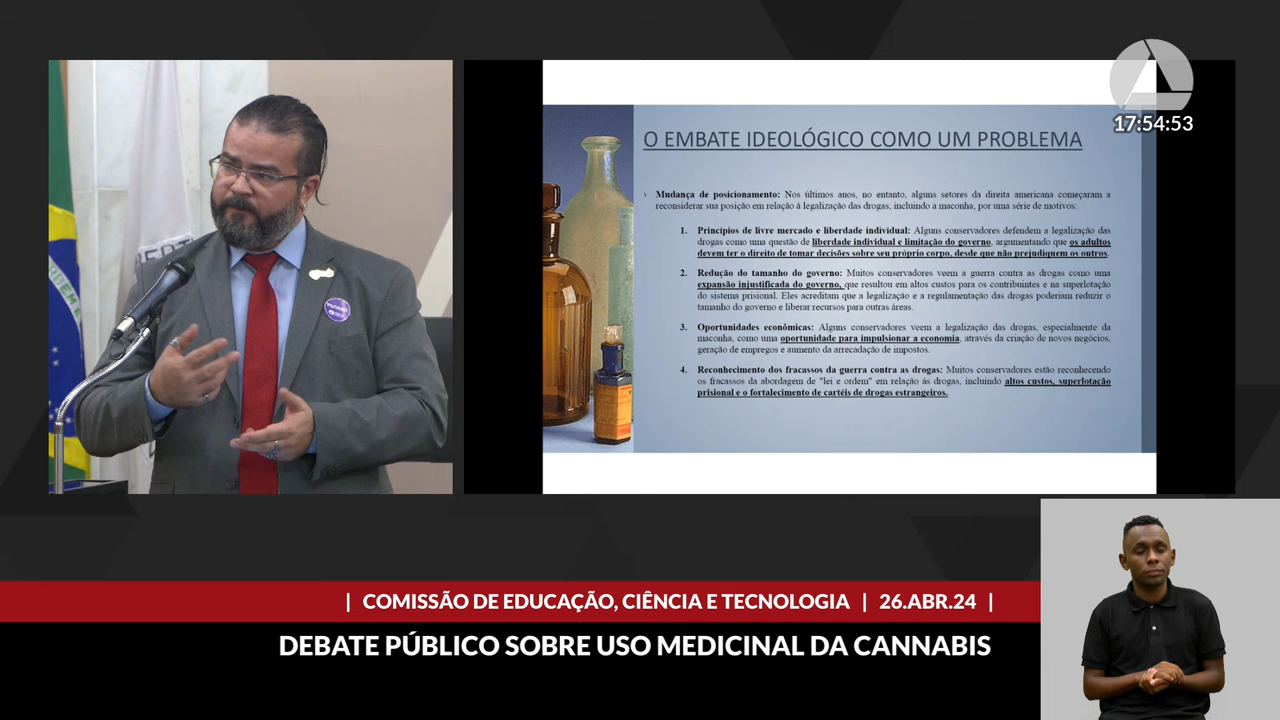 17:54:53
O EMBATE IDEOLÓGICO COMO UM PROBLEMA
Mudança de posicionamento: Nos últimos anos, no entanto, alguns setores da direita americana começaram a
reconsiderar sua posição em relação à legalização das drogas, incluindo a maconha, por uma série de motivos:
1. Princípios de livre mercado e liberdade individual: Alguns conservadores defendem a legalização das
drogas como uma questão de liberdade individual e limitação do governo, argumentando que os adultos
devem ter o direito de tomar decisões sobre seu próprio corpo, desde que não prejudiquem os outros.
2. Redução do tamanho do governo: Muitos conservadores veem a guerra contra as drogas como uma
expansão injustificada do governo, que resultou em altos custos para os contribuintes e na superlotação
do sistema prisional. Eles acreditam que a legalização e a regulamentação das drogas poderiam reduzir o
tamanho do governo e liberar recursos para outras áreas.
3. Oportunidades econômicas: Alguns conservadores veem a legalização das drogas, especialmente da
maconha, como uma oportunidade para impulsionar a economia, através da criação de novos negócios,
geração de empregos e aumento da arrecadação de impostos.
4. Reconhecimento dos fracassos da guerra contra as drogas: Muitos conservadores estão reconhecendo
os fracassos da abordagem de "lei e ordem" em relação às drogas, incluindo altos custos, superlotação
prisional e o fortalecimento de cartéis de drogas estrangeiros.
| COMISSÃO DE EDUCAÇÃO, CIÊNCIA E TECNOLOGIA | 26.ABR.24 |
DEBATE PÚBLICO SOBRE USO MEDICINAL DA CANNABIS